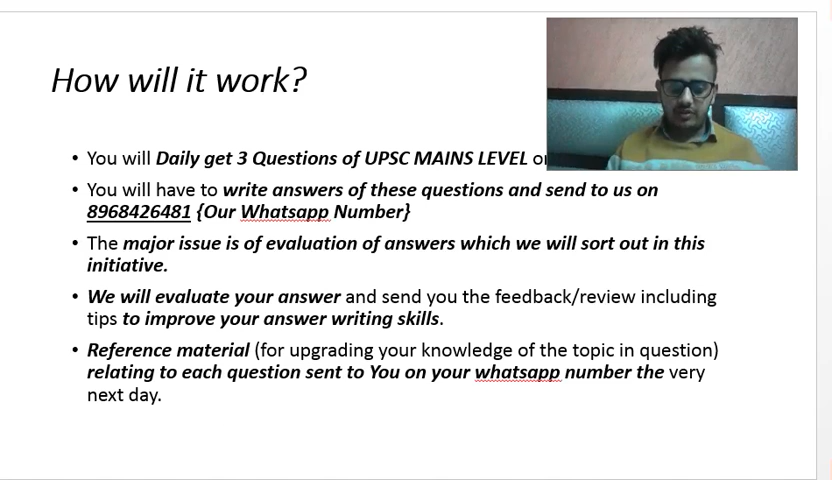 How will it work?
• You will Daily get 3 Questions of UPSC MAINS LEVEL
• You will have to write answers of these questions and send to us on
8968426481 {Our Whatsapp Number}
• The major issue is of evaluation of answers which we will sort out in this
initiative.
• We will evaluate your answer and send you the feedback/review including
tips to improve your answer writing skills.
• Reference material (for upgrading your knowledge of the topic in question)
relating to each question sent to You on your whatsapp number the very
next day.